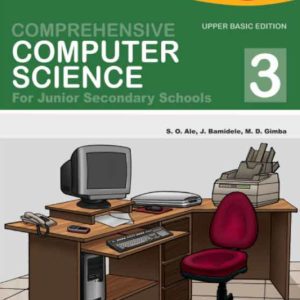 UPPER BASIC EDITION
COMPREHENSIVE
COMPUTER
SCIENCE
For Junior Secondary Schools
3
S. O. Ale, J. Bamidele, M. D. Gimba